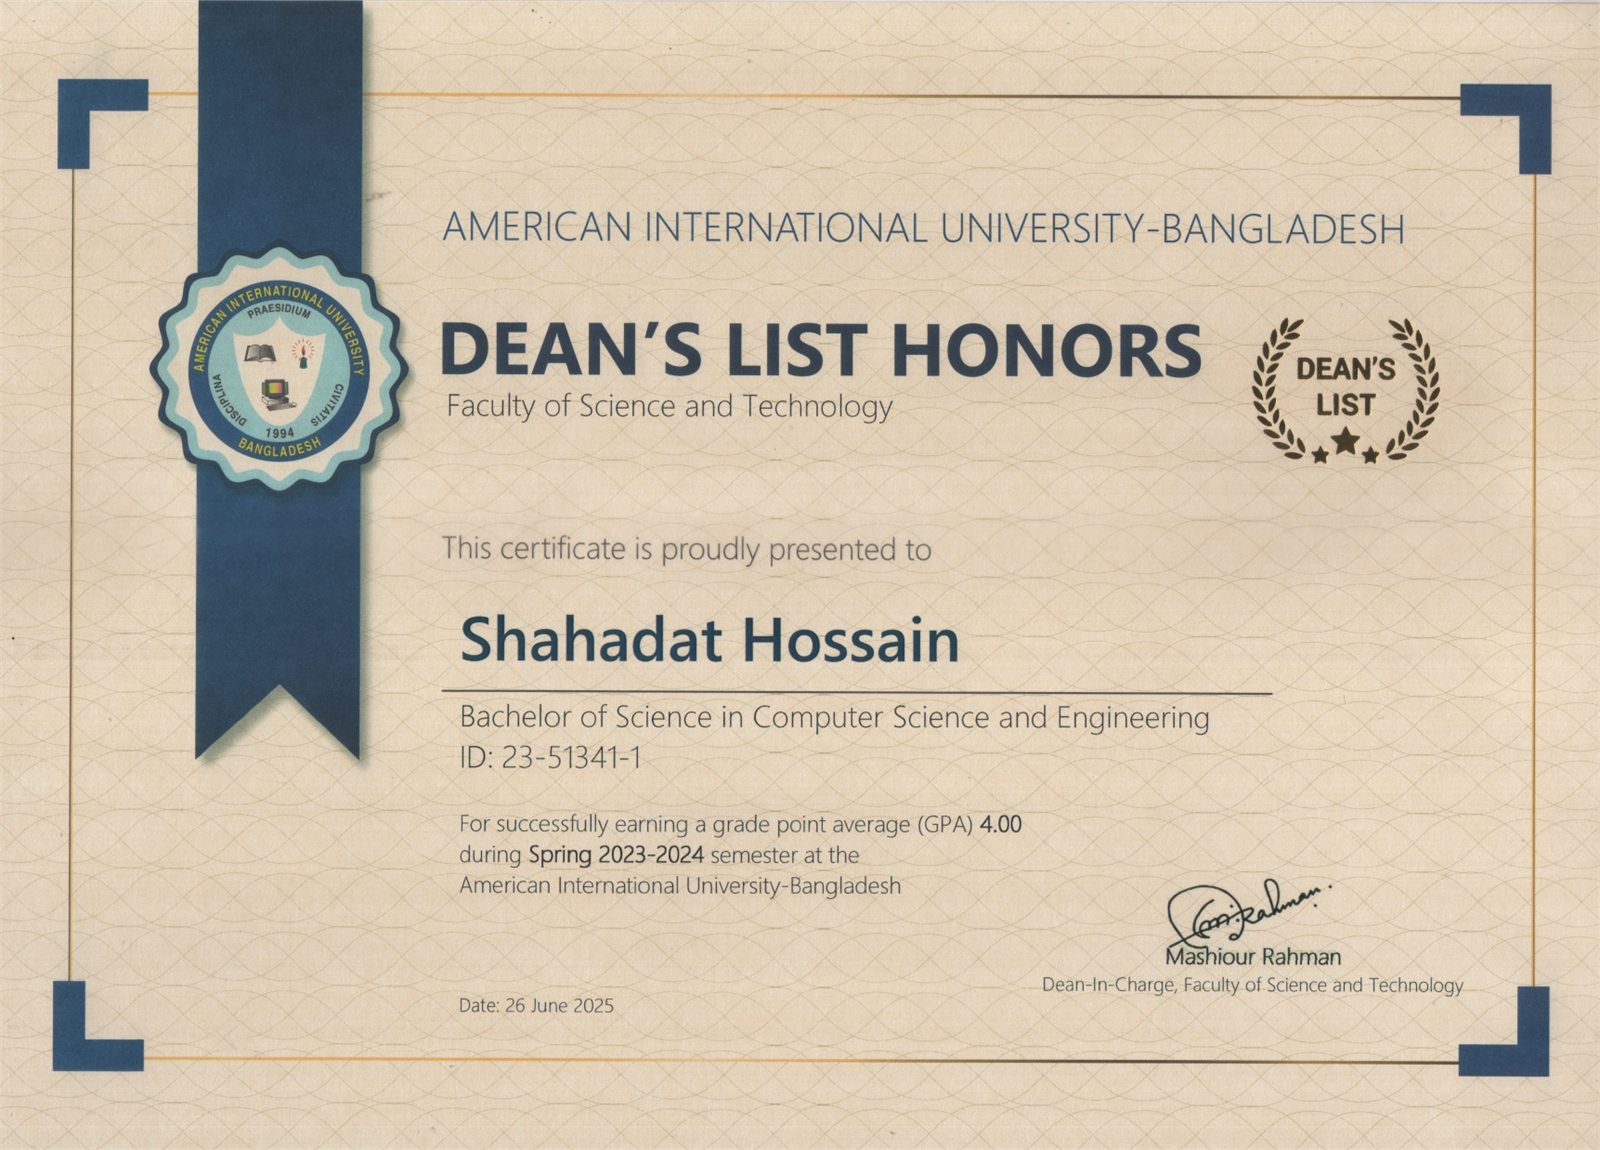 AMERICAN INTERNATIONAL UNIVERSITY
PRAESIDIUM
DISCIPLINA
CIVITATIS
1994
BANGLADESH
AMERICAN INTERNATIONAL UNIVERSITY-BANGLADESH
DEAN’S LIST HONORS
Faculty of Science and Technology
DEAN’S
LIST
This certificate is proudly presented to
Shahadat Hossain
Bachelor of Science in Computer Science and Engineering
ID: 23-51341-1
For successfully earning a grade point average (GPA) 4.00
during Spring 2023-2024 semester at the
American International University-Bangladesh
m.Rahman.
Mashiour Rahman
Dean-In-Charge, Faculty of Science and Technology
Date: 26 June 2025